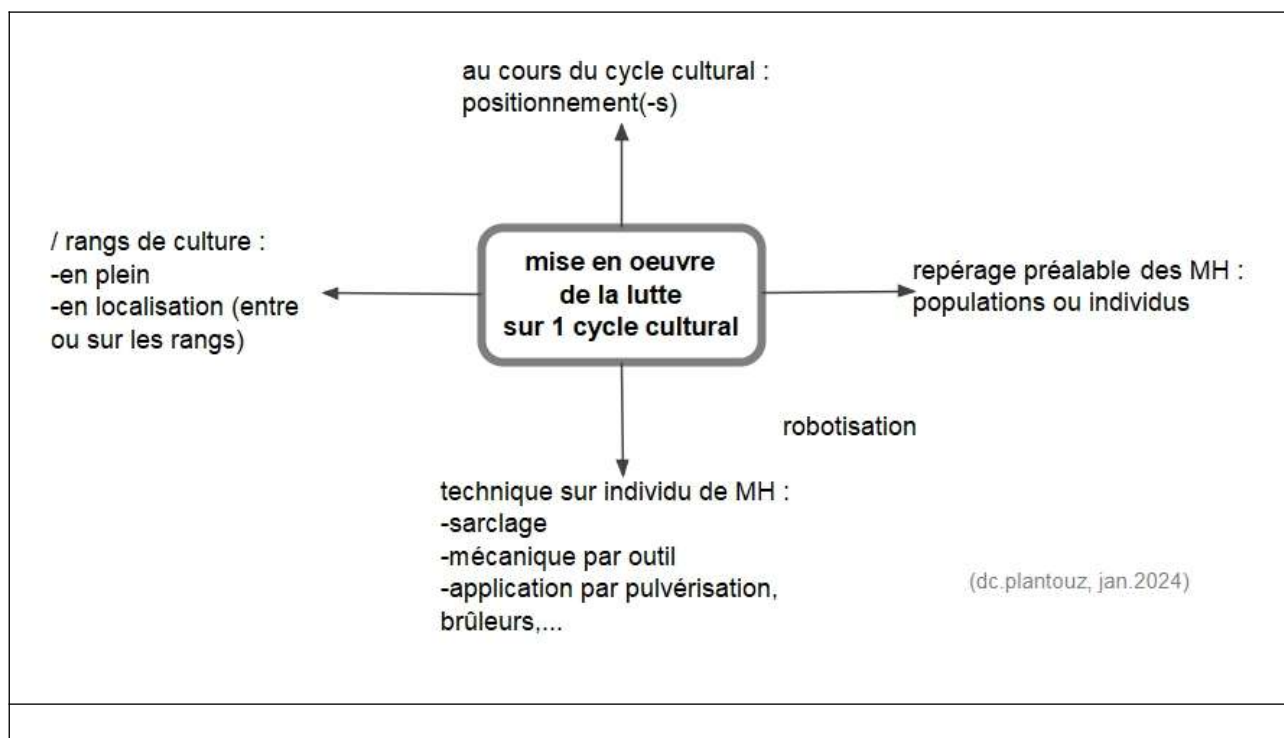 au cours du cycle cultural :
positionnement(-s)
/ rangs de culture :
-en plein
-en localisation (entre
ou sur les rangs)
mise en oeuvre
de la lutte
sur 1 cycle cultural
repérage préalable des MH :
populations ou individus
robotisation
technique sur individu de MH :
-sarclage
-mécanique par outil
-application par pulvérisation,
brûleurs,...
(dc.plantouz, jan.2024)